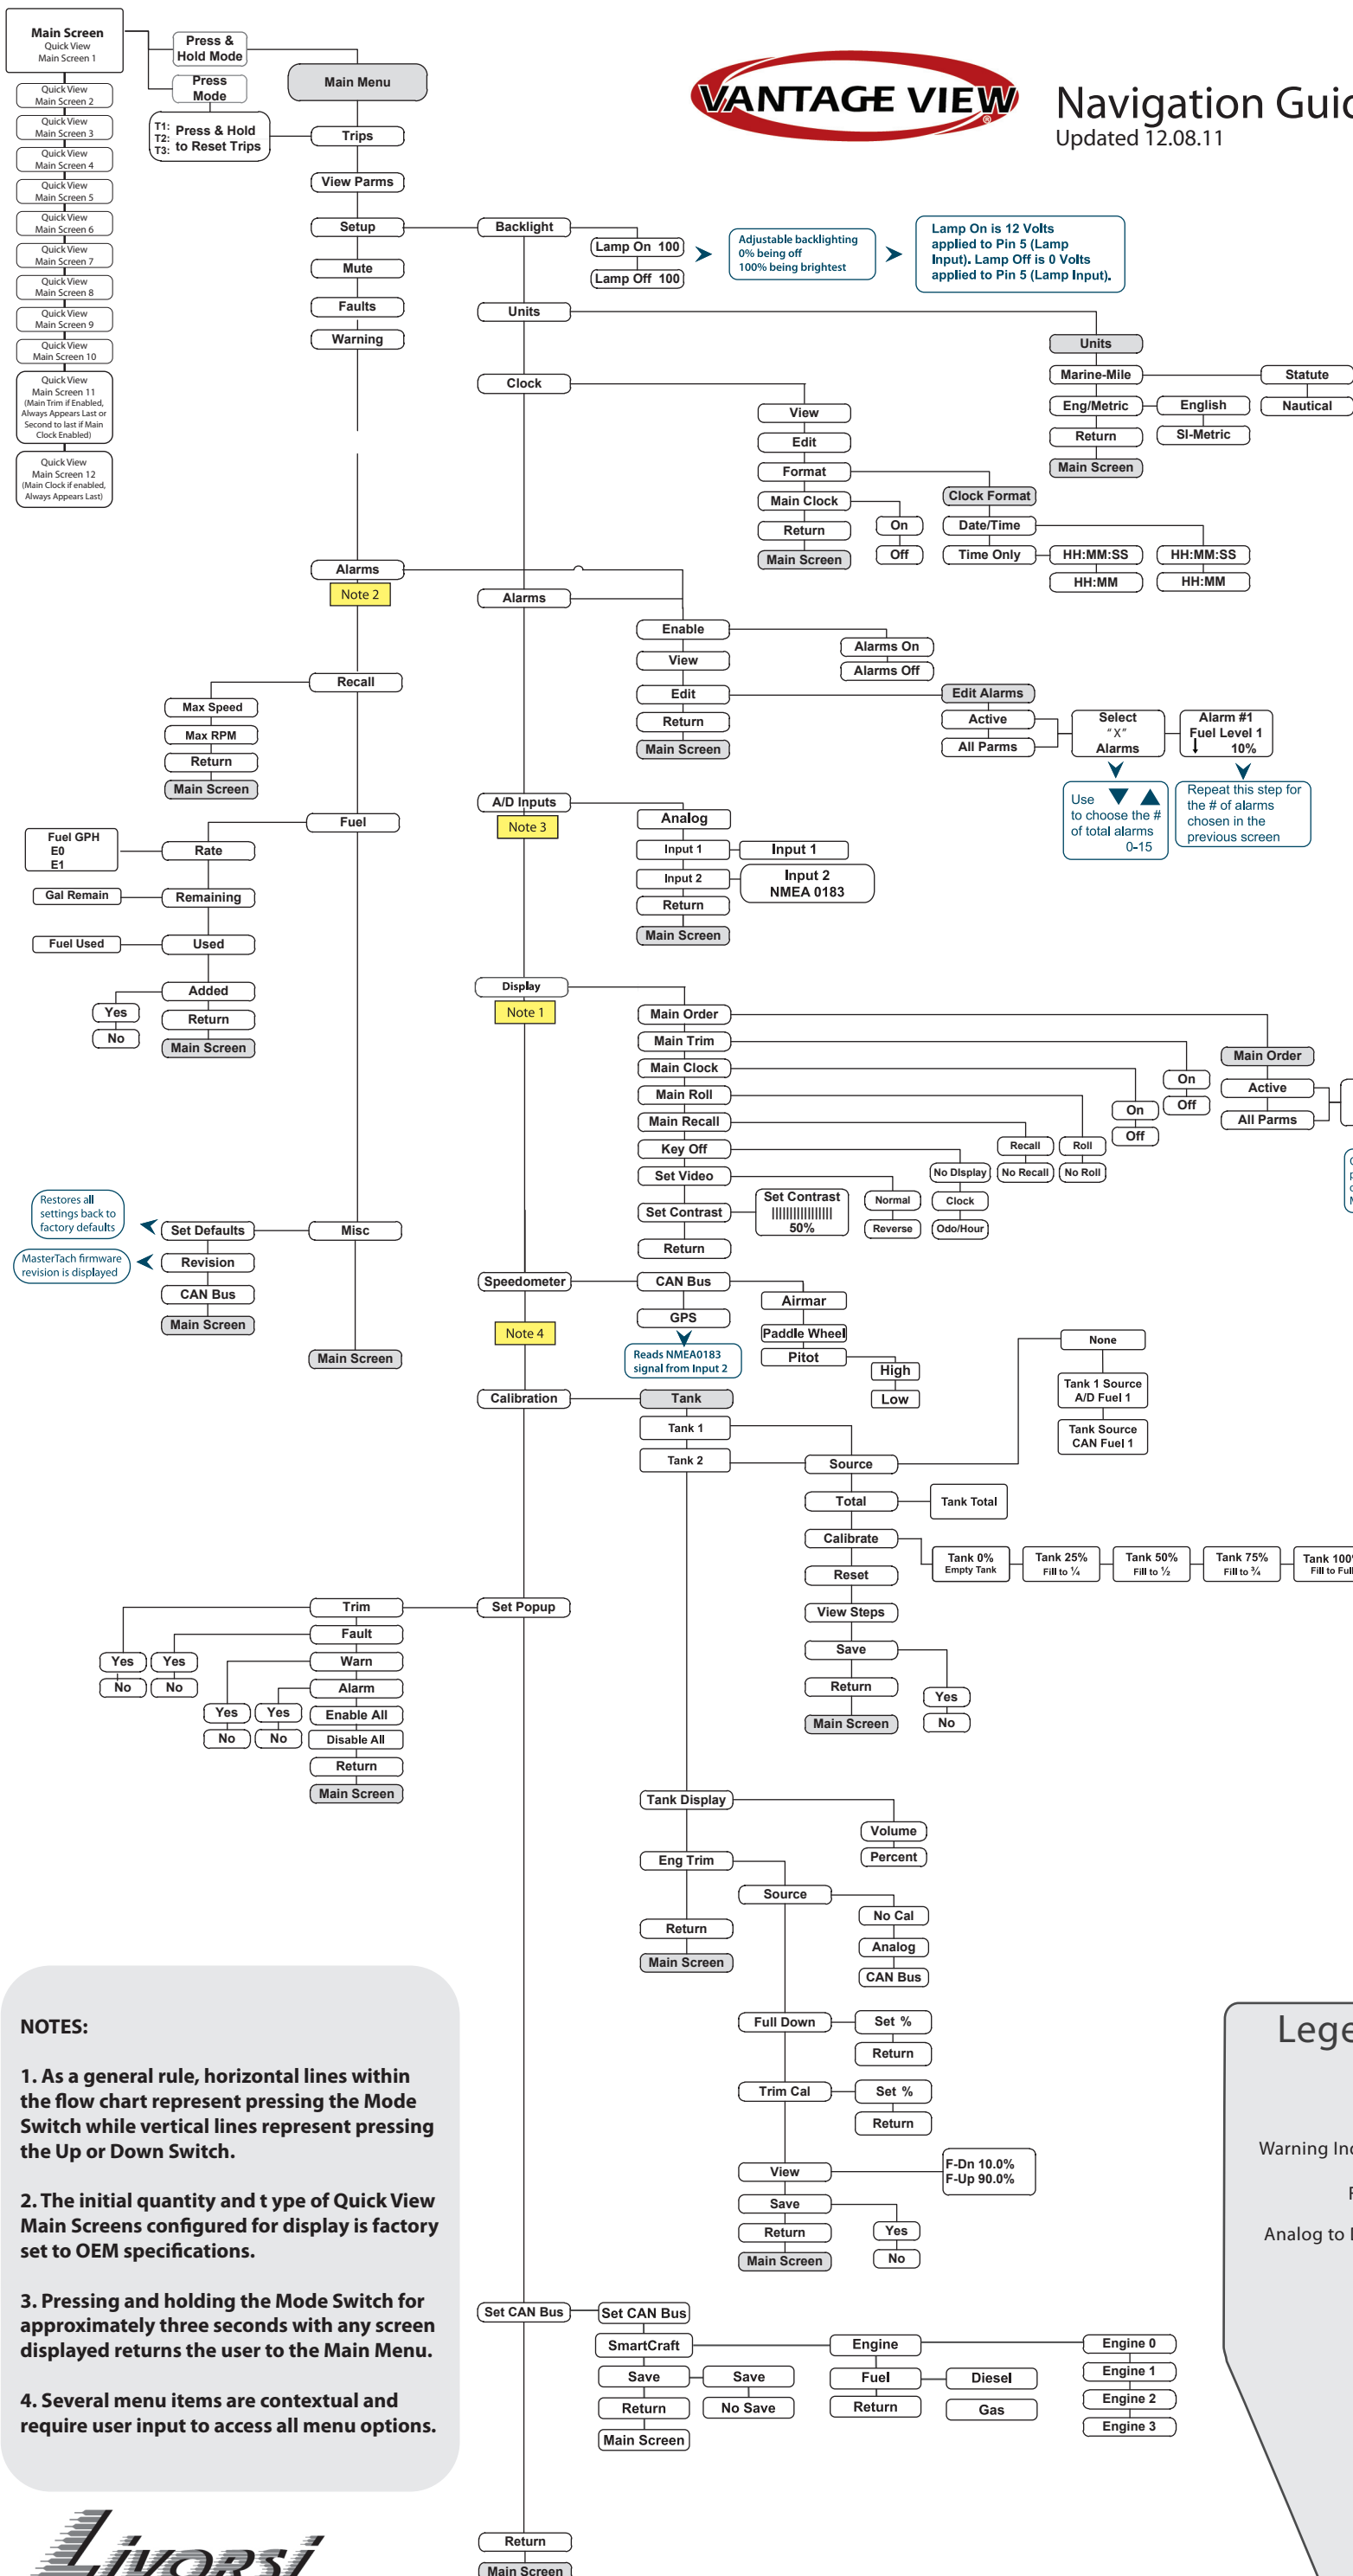 Main Screen
Quick View
Main Screen 1
Press &
Hold Mode
Press
Mode
T1:
T2:
T3:
Press & Hold
to Reset Trips
Quick View
Main Screen 2
Quick View
Main Screen 3
Quick View
Main Screen 4
Quick View
Main Screen 5
Quick View
Main Screen 6
Quick View
Main Screen 7
Quick View
Main Screen 8
Quick View
Main Screen 9
Quick View
Main Screen 10
Quick View
Main Screen 11
(Main Trim if Enabled,
Always Appears Last or
Second to last if Main
Clock Enabled)
Quick View
Main Screen 12
(Main Clock if enabled,
Always Appears Last)
VANTAGE VIEW
®
Navigation Guid
Updated 12.08.11
Main Menu
Trips
View Parms
Setup
Mute
Faults
Warning
Alarms
Note 2
Recall
Max Speed
Max RPM
Return
Main Screen
Fuel
Fuel GPH
E0
E1
Rate
Gal Remain
Remaining
Fuel Used
Used
Added
Yes
No
Return
Main Screen
Misc
Restores all
settings back to
factory defaults
Set Defaults
MasterTach firmware
revision is displayed
Revision
CAN Bus
Main Screen
Main Screen
Backlight
Lamp On 100
Lamp Off 100
Adjustable backlighting
0% being off
100% being brightest
Lamp On is 12 Volts
applied to Pin 5 (Lamp
Input). Lamp Off is 0 Volts
applied to Pin 5 (Lamp Input).
Units
Units
Marine-Mile
Statute
Nautical
Eng/Metric
English
SI-Metric
Return
Main Screen
Clock
View
Edit
Format
Main Clock
On
Off
Return
Main Screen
Clock Format
Date/Time
Time Only
HH:MM:SS
HH:MM
HH:MM:SS
HH:MM
Alarms
Enable
Alarms On
Alarms Off
View
Edit
Return
Main Screen
Edit Alarms
Active
All Parms
Select
"X"
Alarms
Alarm #1
Fuel Level 1
10%
Use
to choose the #
of total alarms
0-15
Repeat this step for
the # of alarms
chosen in the
previous screen
A/D Inputs
Note 3
Analog
Input 1
Input 1
Input 2
Input 2
NMEA 0183
Return
Main Screen
Display
Note 1
Main Order
Main Trim
Main Clock
Main Roll
Main Recall
Key Off
Set Video
Set Contrast
Return
Set Contrast
50%
Normal
Reverse
No DIsplay
Clock
Odo/Hour
Recall
No Recall
Roll
No Roll
On
Off
On
Off
Main Order
Active
All Parms
Speedometer
Note 4
CAN Bus
GPS
Reads NMEA0183
signal from Input 2
Airmar
Paddle Wheel
Pitot
High
Low
Calibration
Tank
Tank 1
Tank 2
Source
None
Tank 1 Source
A/D Fuel 1
Tank Source
CAN Fuel 1
Total
Tank Total
Calibrate
Tank 0%
Empty Tank
Tank 25%
Fill to ¼
Tank 50%
Fill to ½
Tank 75%
Fill to ¾
Tank 100%
Fill to Full
Reset
View Steps
Save
Yes
No
Return
Main Screen
Set Popup
Trim
Fault
Warn
Alarm
Enable All
Disable All
Return
Main Screen
Yes
No
Yes
No
Yes
No
Yes
No
Tank Display
Volume
Percent
Eng Trim
Return
Main Screen
Source
No Cal
Analog
CAN Bus
Full Down
Set %
Return
Trim Cal
Set %
Return
View
F-Dn 10.0%
F-Up 90.0%
Save
Yes
No
Return
Main Screen
Set CAN Bus
Set CAN Bus
SmartCraft
Save
Save
No Save
Return
Main Screen
Engine
Fuel
Return
Diesel
Gas
Engine 0
Engine 1
Engine 2
Engine 3
Return
Main Screen
NOTES:
1. As a general rule, horizontal lines within
the flow chart represent pressing the Mode
Switch while vertical lines represent pressing
the Up or Down Switch.
2. The initial quantity and t ype of Quick View
Main Screens configured for display is factory
set to OEM specifications.
3. Pressing and holding the Mode Switch for
approximately three seconds with any screen
displayed returns the user to the Main Menu.
4. Several menu items are contextual and
require user input to access all menu options.
Lege
Warning Ind
Analog to
Livorsi